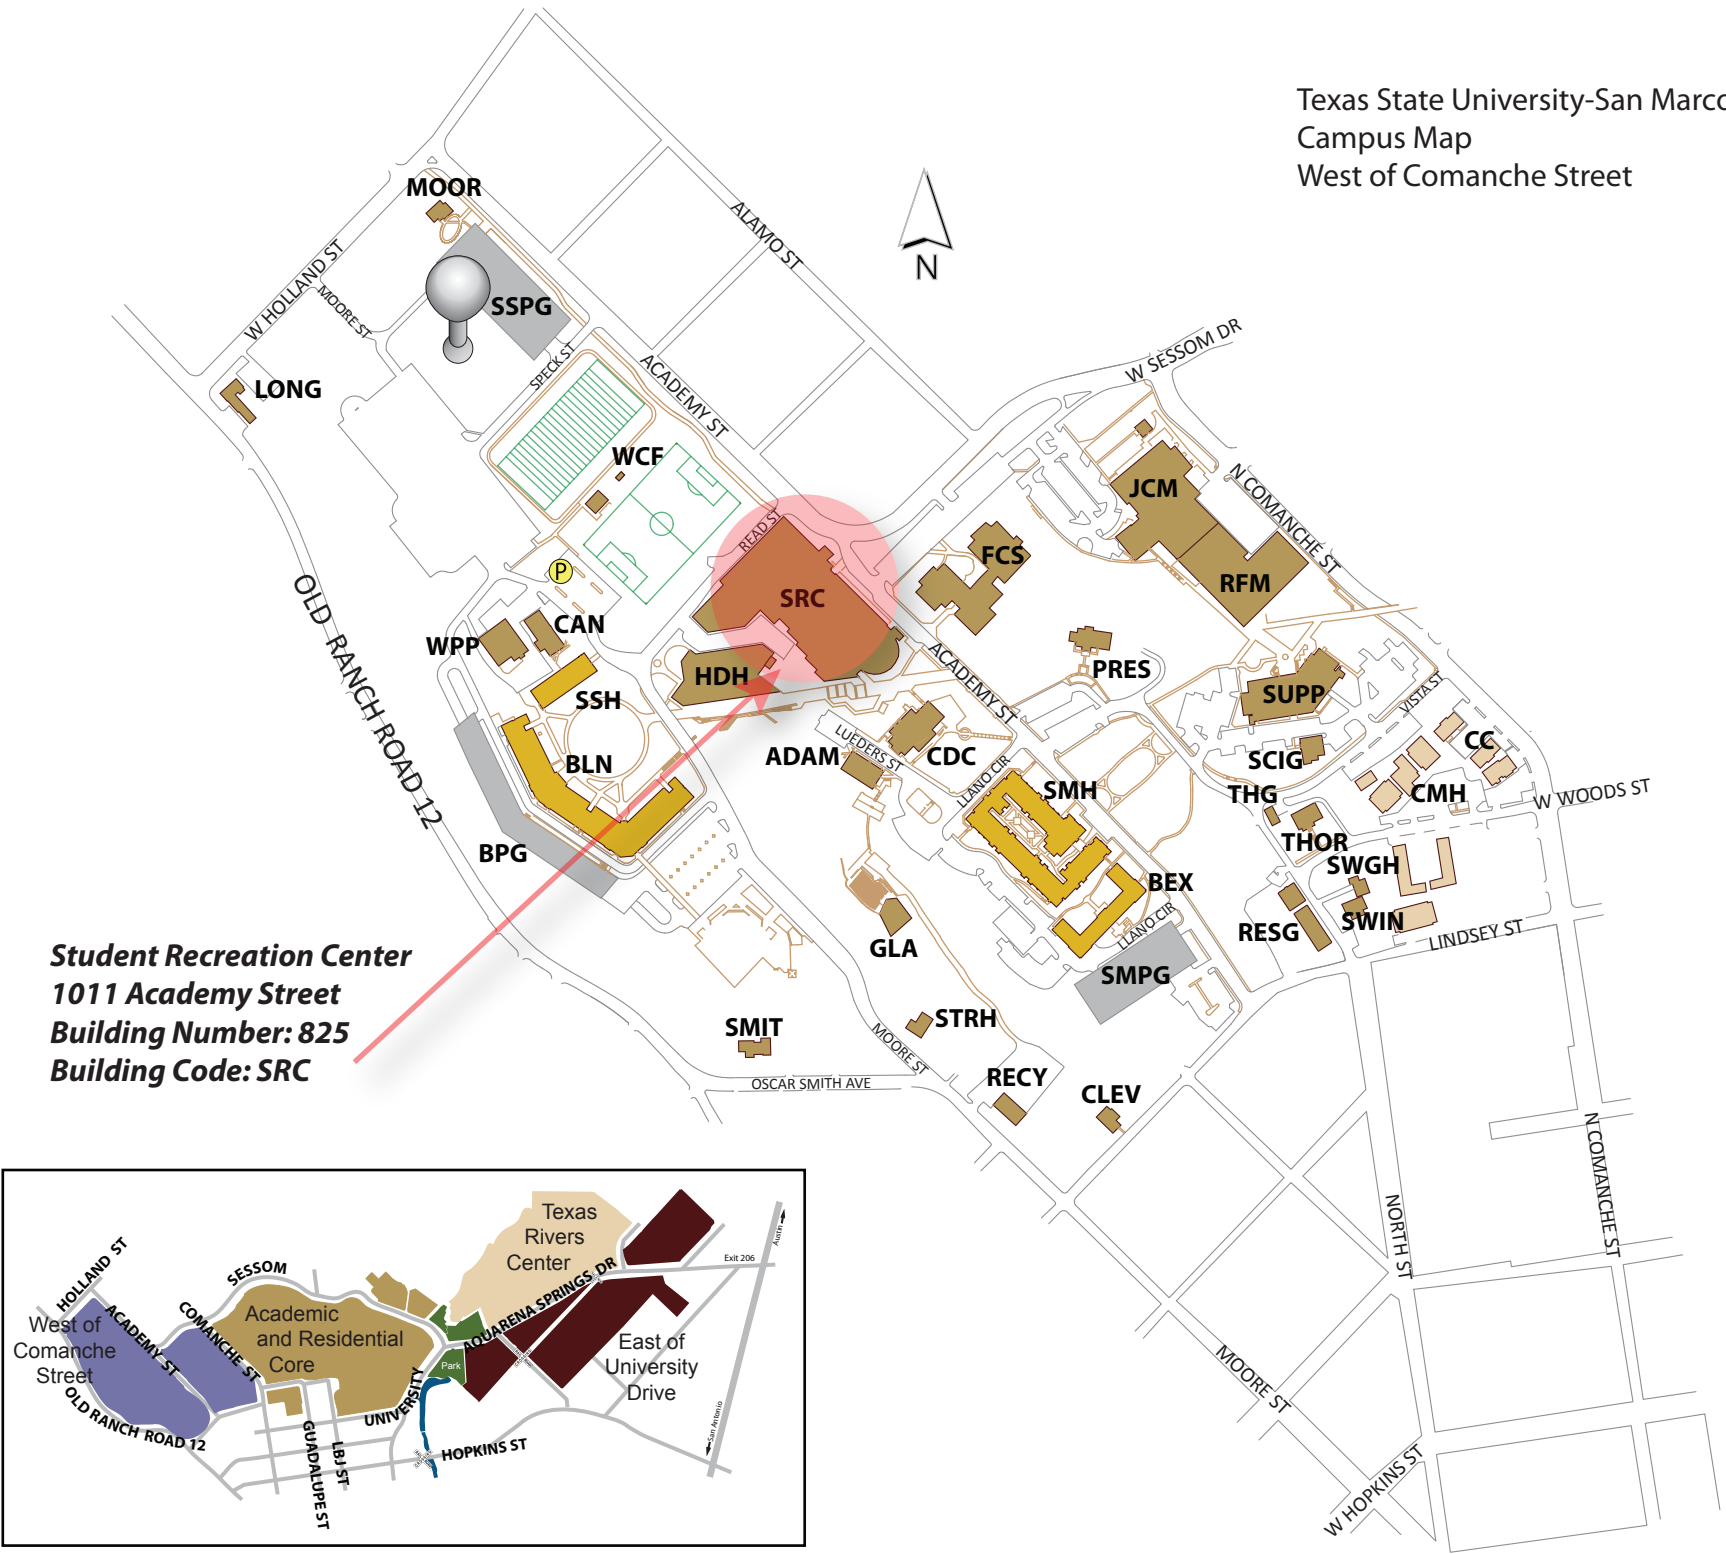 Texas State University-San Marco
Campus Map
West of Comanche Street
MOOR
ALAMO ST
N
W HOLLAND ST
MOORE ST
SSPG
SPECK ST
ACADEMY ST
W SESSOM DR
LONG
WCF
JCM
N COMANCHE ST
READ ST
FCS
RFM
P
SRC
OLD RANCH ROAD 12
WPP
CAN
HDH
ACADEMY ST
PRES
SSH
SUPP
VISTA ST
LUEDERS ST
ADAM
CDC
BLN
LLANO CIR
SMH
SCIG
CC
THG
CMH
W WOODS ST
BPG
THOR
SWGH
BEX
LLANO CIR
RESG
SWIN
LINDSEY ST
GLA
SMPG
Student Recreation Center
1011 Academy Street
Building Number: 825
Building Code: SRC
SMIT
STRH
MOORE ST
OSCAR SMITH AVE
RECY
CLEV
N COMANCHE ST
NORTH ST
MOORE ST
W HOPKINS ST
Texas
Rivers
Center
Austin
Exit 206
HOLLAND ST
SESSOM
AQUARENA SPRINGS DR
ACADEMY ST
COMANCHE ST
Academic
and Residential
Core
West of
Comanche
Street
Park
East of
University
Drive
OLD RANCH ROAD 12
UNIVERSITY
GUADALUPE ST
LBJ ST
HOPKINS ST
San Antonio